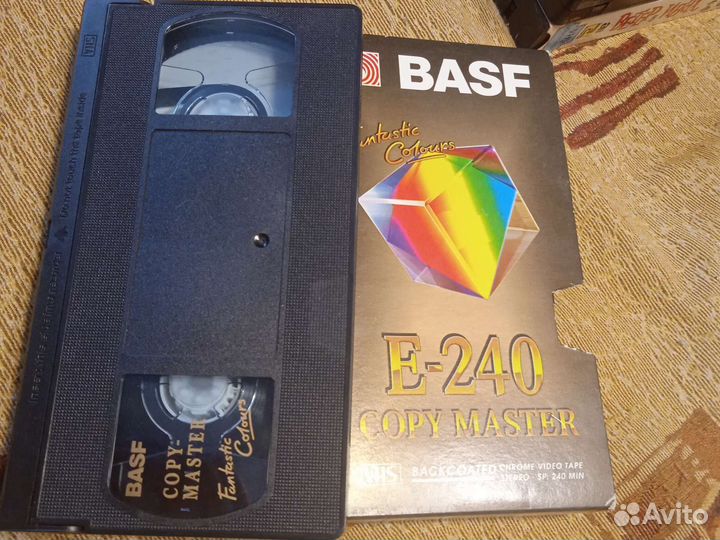 VHS
Do not touch the tape inside
BASF
COPY-
MASTER
Fantastic
Colours
BASF
Fantastic
Colours
E-240
COPY MASTER
VHS
BACKCOATED CHROME VIDEO TAPE
STEREO · SP: 240 MIN
Avito